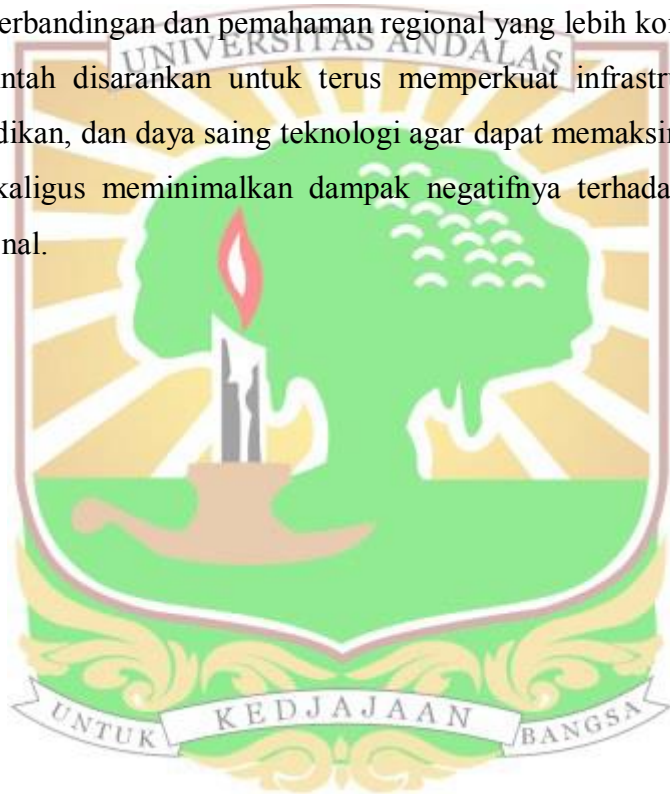 erbandingan dan pemahaman regional yang lebih ko
UNIVERSITAS ANDALAS
ntah disarankan untuk terus memperkuat infrastr
dikan, dan daya saing teknologi agar dapat memaksi
kaligus meminimalkan dampak negatifnya terhada
nal.
UNTUK KEDJAJAAN BANGSA